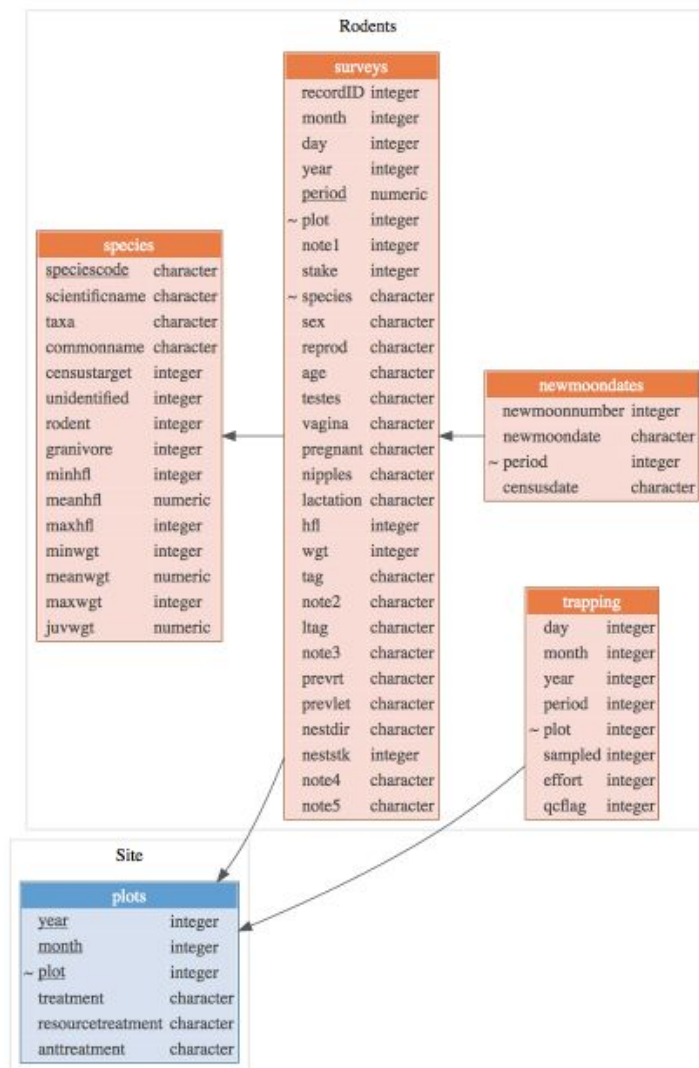 Rodents
surveys
recordID integer
month integer
day integer
year integer
period numeric
~ plot integer
note1 integer
stake integer
~ species character
sex character
reprod character
age character
testes character
vagina character
pregnant character
nipples character
lactation character
hfl integer
wgt integer
tag character
note2 character
ltag character
note3 character
prevrt character
prevlet character
nestdir character
neststk integer
note4 character
note5 character
species
speciescode character
scientificname character
taxa character
commonname character
censustarget integer
unidentified integer
rodent integer
granivore integer
minhfl integer
meanhfl numeric
maxhfl integer
minwgt integer
meanwgt numeric
maxwgt integer
juvwgt numeric
newmoondates
newmoonnumber integer
newmoondate character
~ period integer
censusdate character
trapping
day integer
month integer
year integer
period integer
~ plot integer
sampled integer
effort integer
qcflag integer
Site
plots
year integer
month integer
~ plot integer
treatment character
resourcetreatment character
anttreatment character